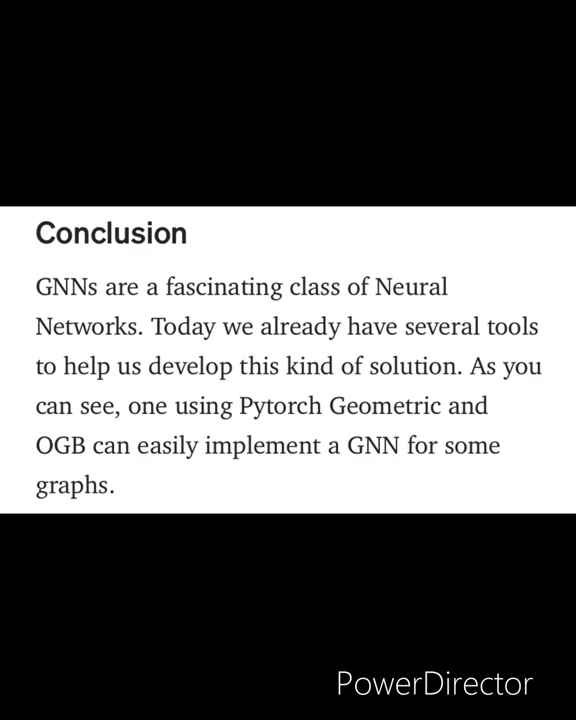 Conclusion
GNNs are a fascinating class of Neural
Networks. Today we already have several tools
to help us develop this kind of solution. As you
can see, one using Pytorch Geometric and
OGB can easily implement a GNN for some
graphs.
PowerDirector